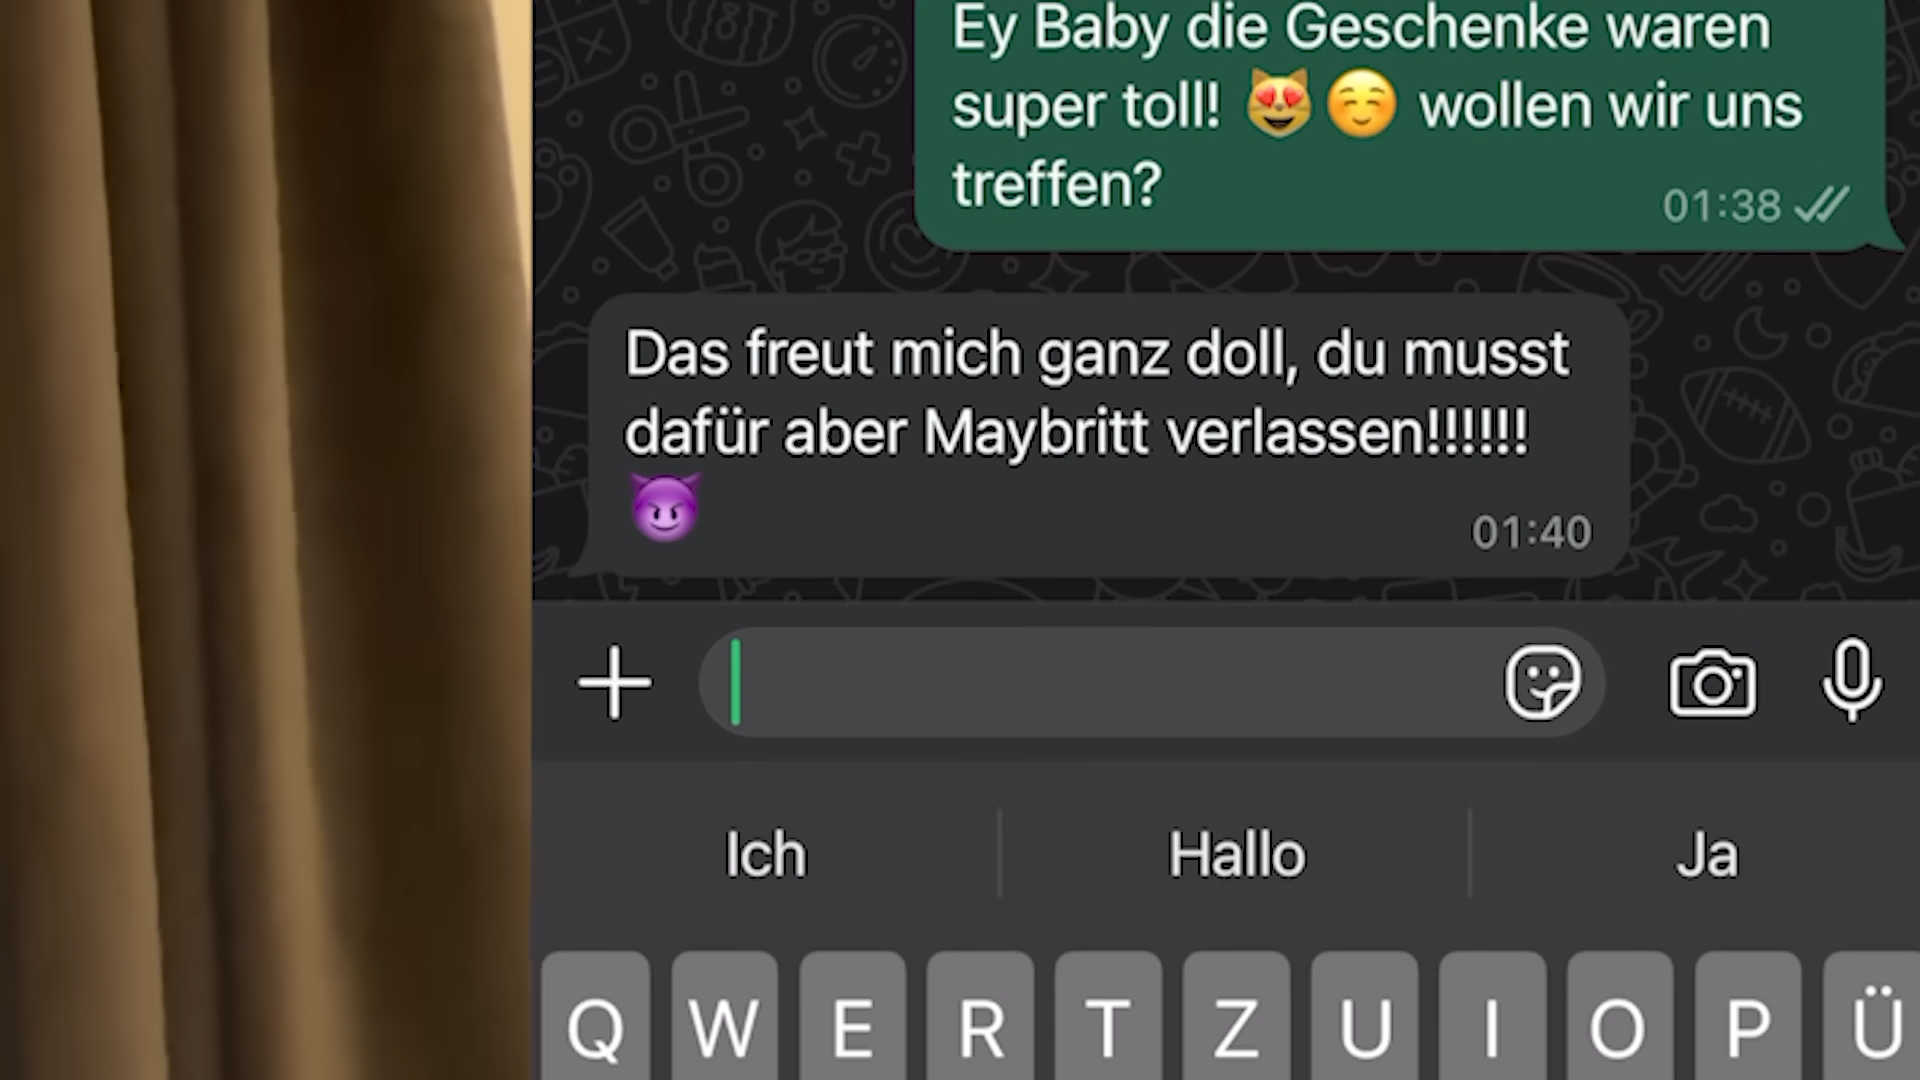 Ey Baby die Geschenke waren
super toll! 😻☺️ wollen wir uns
treffen?
01:38
Das freut mich ganz doll, du musst
dafür aber Maybritt verlassen!!!!!!
😈
01:40
Ich Hallo Ja
Q W E R T Z U I O P Ü